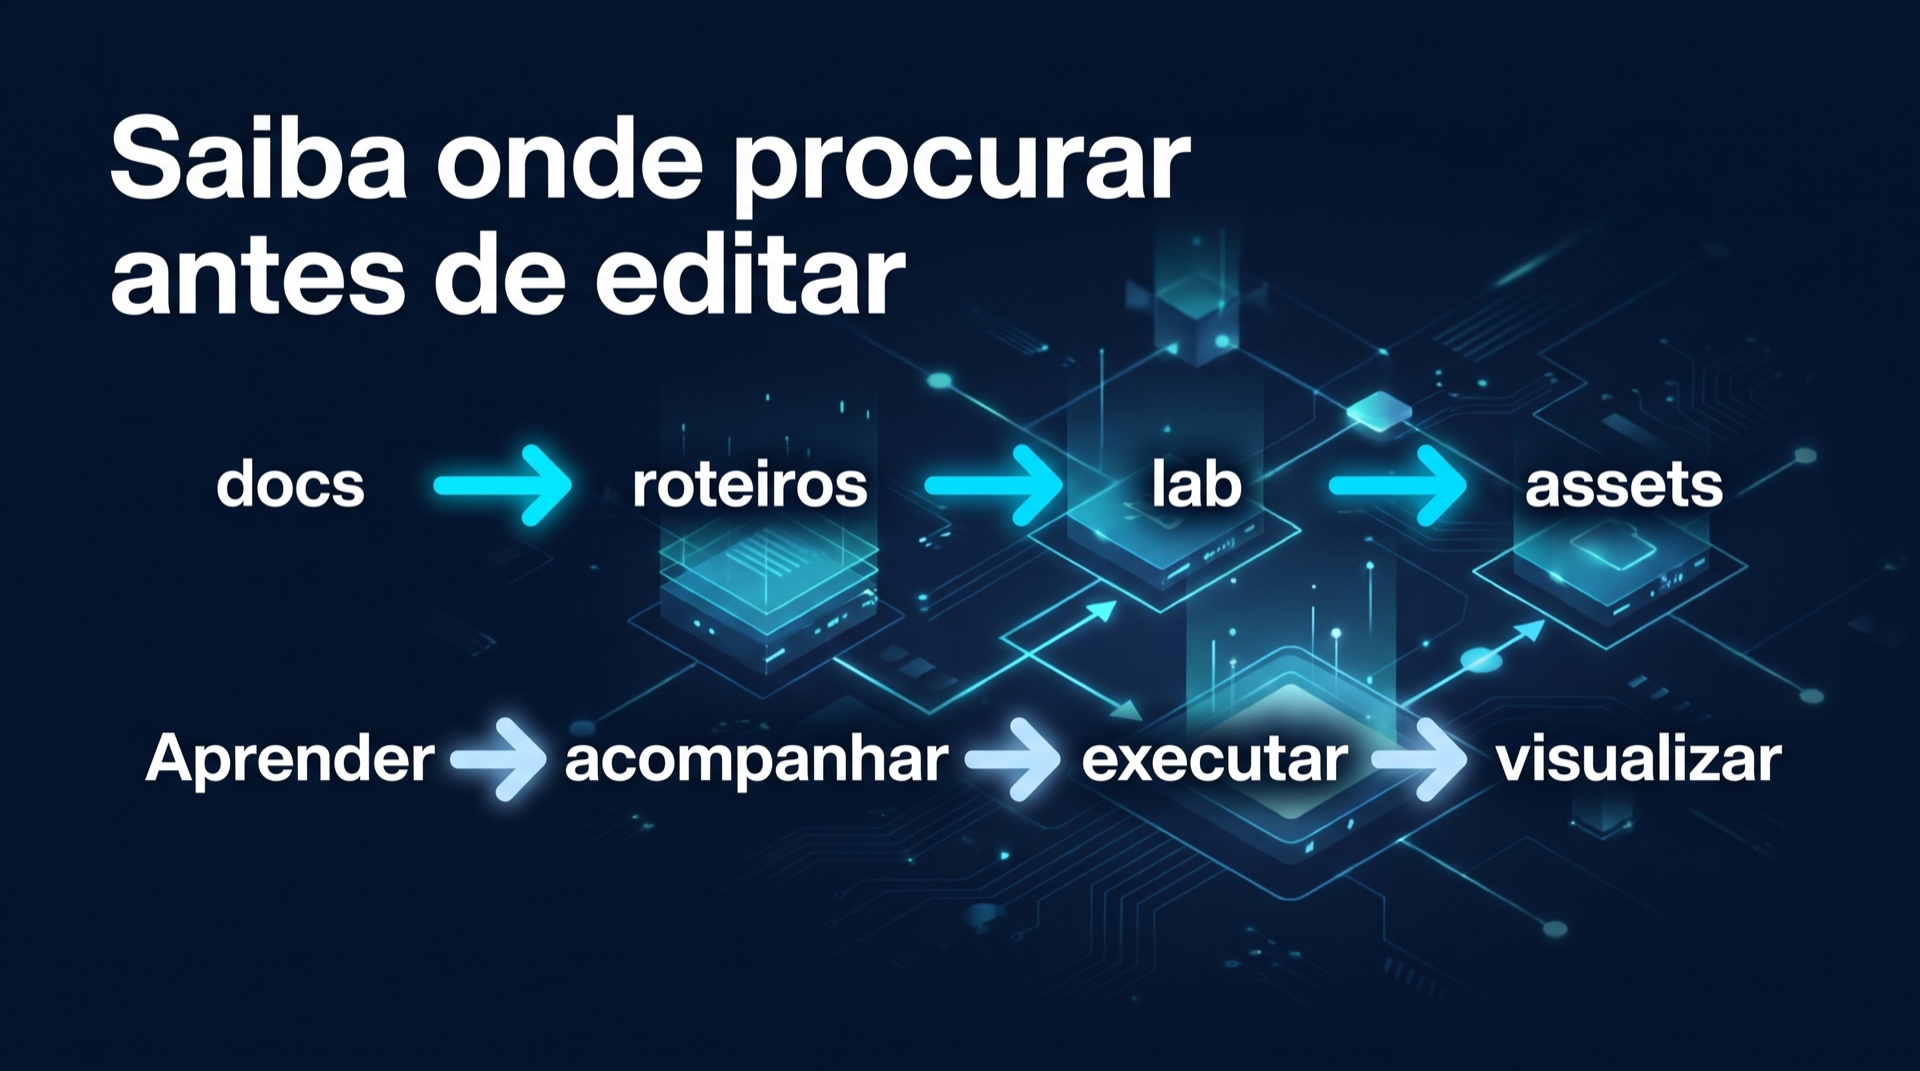 Saiba onde procurar
antes de editar
docs → roteiros → lab → assets
Aprender → acompanhar → executar → visualizar